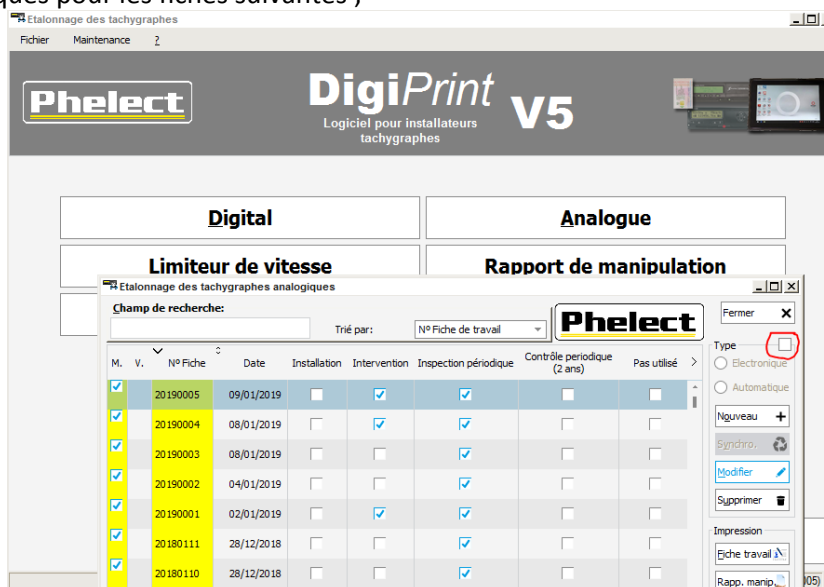 ques pour les fiches suivantes ;
Etalonnage des tachygraphes
Fichier Maintenance ?
Phelect
DigiPrint V5
Logiciel pour installateurs
tachygraphes
Digital Analogue
Limiteur de vitesse Rapport de manipulation
Etalonnage des tachygraphes analogiques
Champ de recherche:
Trié par: Nº Fiche de travail
Phelect
Fermer
M. V. Nº Fiche Date Installation Intervention Inspection périodique Contrôle periodique (2 ans) Pas utilisé >
20190005 09/01/2019
20190004 08/01/2019
20190003 08/01/2019
20190002 04/01/2019
20190001 02/01/2019
20180111 28/12/2018
20180110 28/12/2018
Type
Electronique
Automatique
Nouveau
Synchro.
Modifier
Supprimer
Impression
Fiche travail
Rapp. manip.
J05)